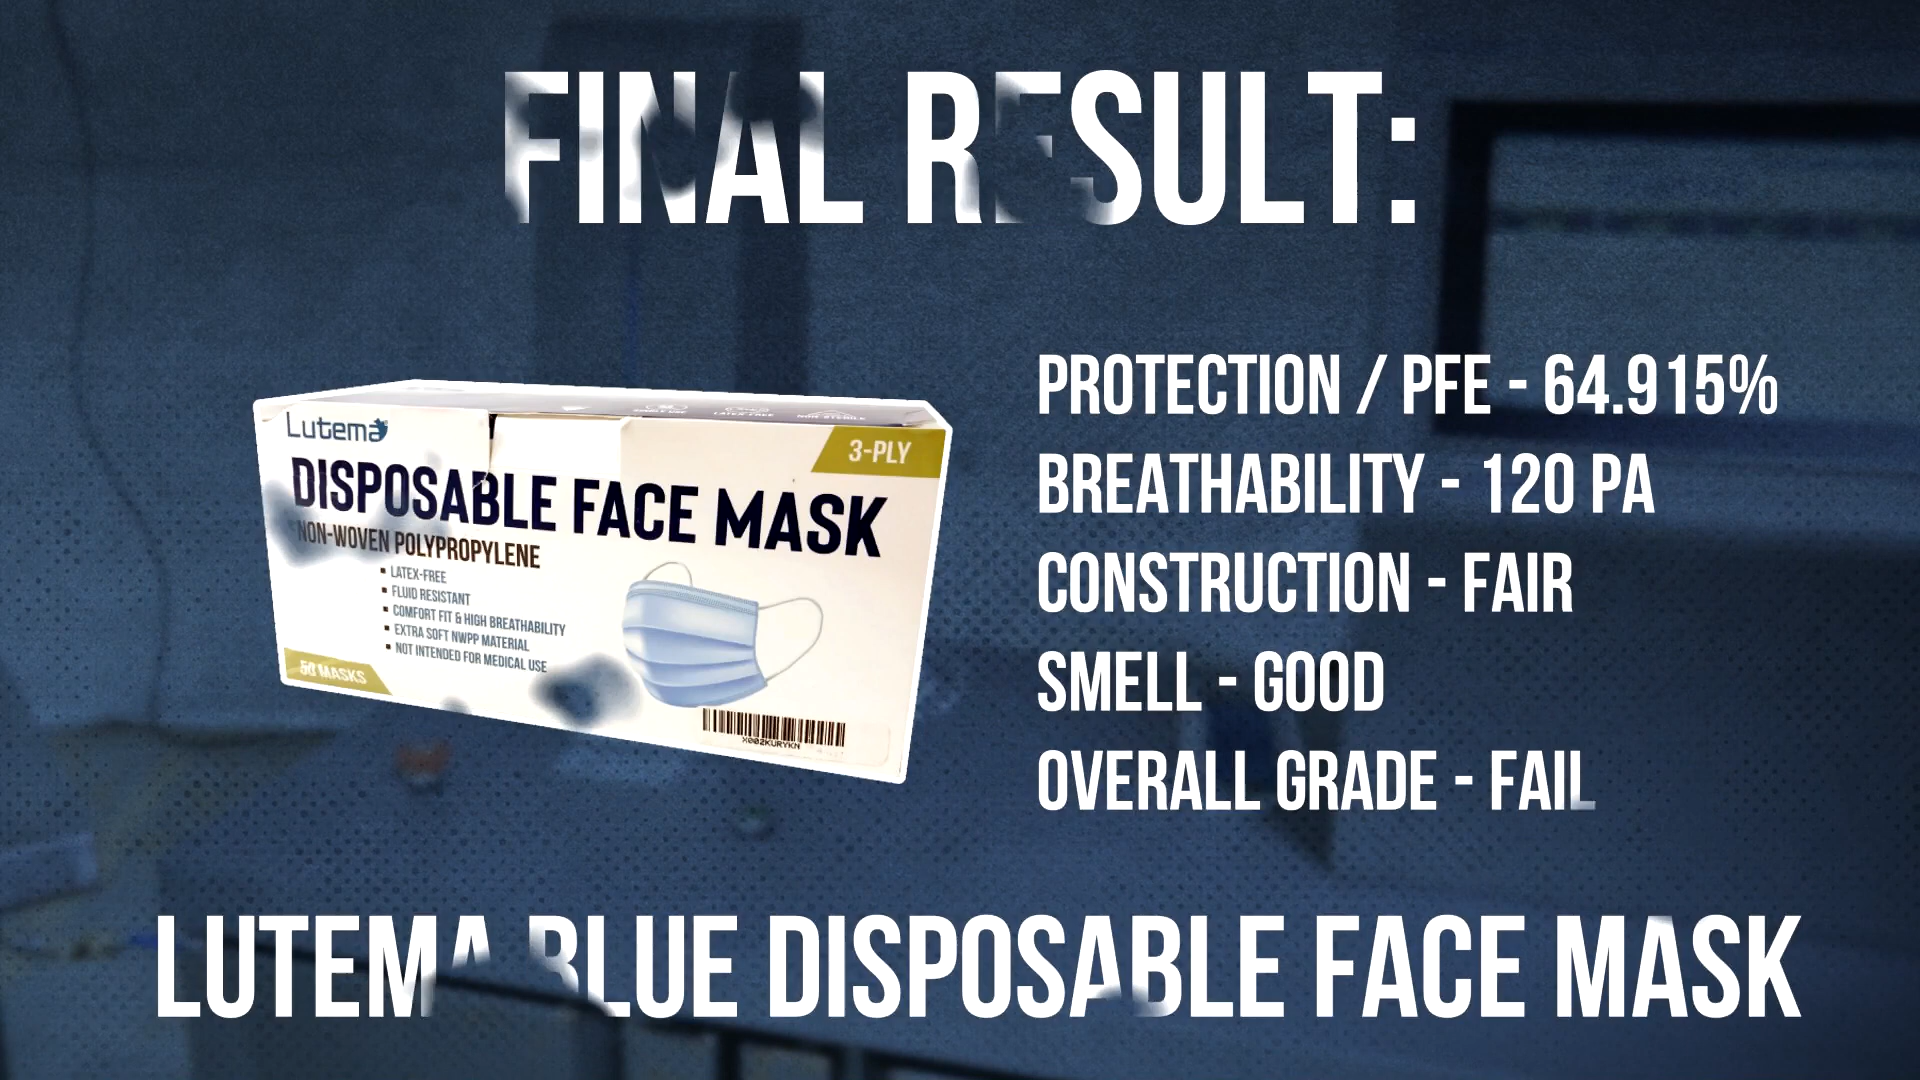 FINAL RESULT:
Lutema
3-PLY
DISPOSABLE FACE MASK
NON-WOVEN POLYPROPYLENE
▪ LATEX-FREE
▪ FLUID RESISTANT
▪ COMFORT FIT & HIGH BREATHABILITY
▪ EXTRA SOFT NWPP MATERIAL
▪ NOT INTENDED FOR MEDICAL USE
50 MASKS
X002KURYKN
PROTECTION / PFE - 64.915%
BREATHABILITY - 120 PA
CONSTRUCTION - FAIR
SMELL - GOOD
OVERALL GRADE - FAIL
LUTEMA BLUE DISPOSABLE FACE MASK